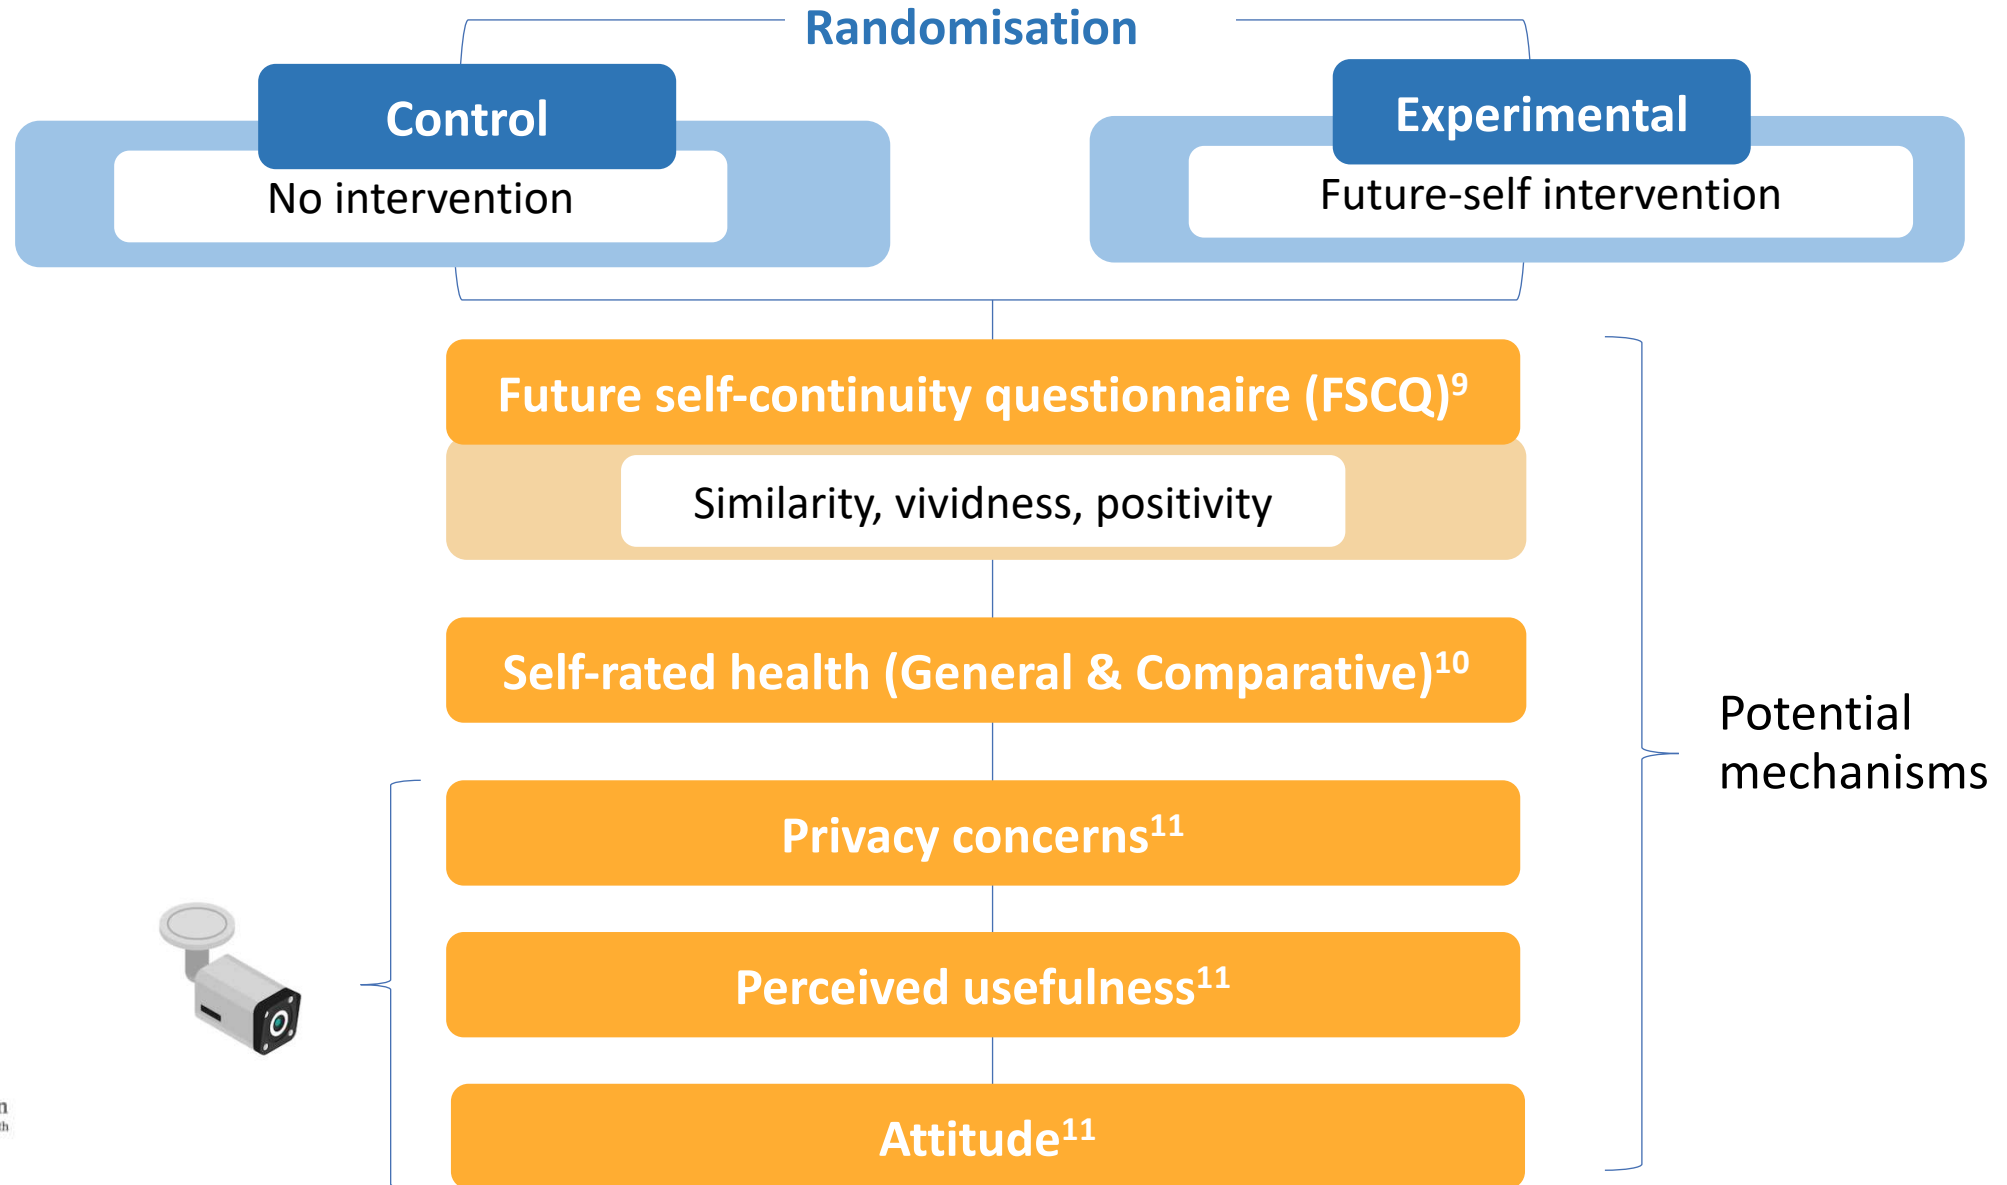 Randomisation
Control
Experimental
No intervention
Future-self intervention
Future self-continuity questionnaire (FSCQ)⁹
Similarity, vividness, positivity
Self-rated health (General & Comparative)¹⁰
Potential
mechanisms
Privacy concerns¹¹
Perceived usefulness¹¹
Attitude¹¹